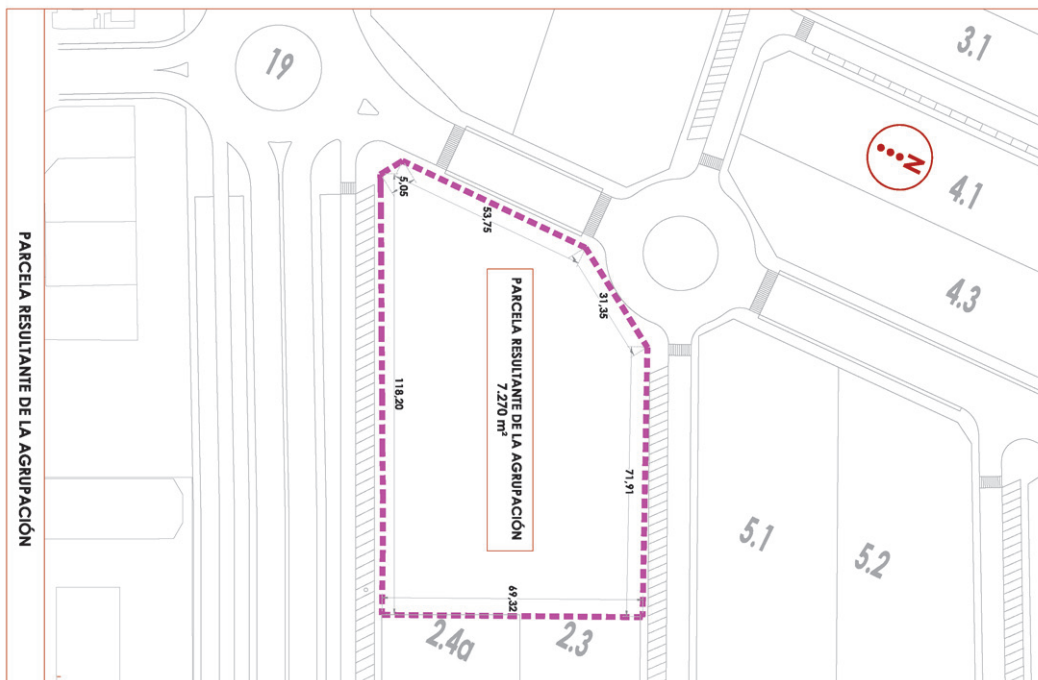 PARCELA RESULTANTE DE LA AGRUPACIÓN
19
3.1
N
4.1
4.3
5,05
53,75
31,35
PARCELA RESULTANTE DE LA AGRUPACIÓN
7.270 m²
118,20
71,91
5.1
5.2
69,32
2.4a
2.3